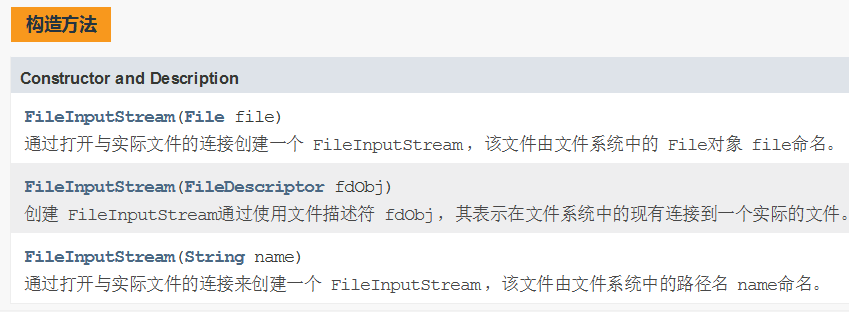 构造方法
Constructor and Description
FileInputStream(File file)
通过打开与实际文件的连接创建一个 FileInputStream，该文件由文件系统中的 File对象 file命名。
FileInputStream(FileDescriptor fdObj)
创建 FileInputStream通过使用文件描述符 fdObj，其表示在文件系统中的现有连接到一个实际的文件。
FileInputStream(String name)
通过打开与实际文件的连接来创建一个 FileInputStream，该文件由文件系统中的路径名 name命名。